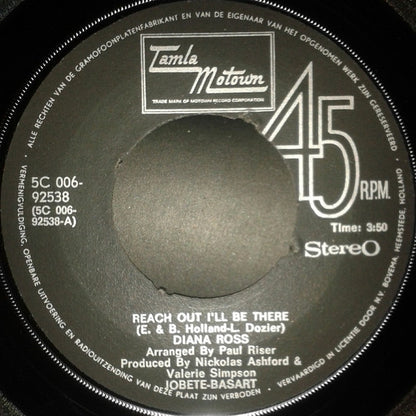 ALLE RECHTEN VAN DE GRAMOFOONPLATENFABRIKANT EN VAN DE EIGENAAR VAN HET OPGENOMEN WERK ZIJN GERESERVEERD
VERMENIGVULDIGING, OPENBARE UITVOERING EN RADIOUITZENDING VAN DEZE PLAAT ZIJN VERBODEN
VERVAARDIGD IN LICENTIE DOOR N.V. BOVEMA, HEEMSTEDE, HOLLAND
Tamla
Motown
TRADE MARK OF MOTOWN RECORD CORPORATION
45
R.P.M.
5C 006-
92538
(5C 006-
92538-A)
Time: 3:50
Stereo
REACH OUT I'LL BE THERE
(E. & B. Holland-L. Dozier)
DIANA ROSS
Arranged By Paul Riser
Produced By Nickolas Ashford &
Valerie Simpson
JOBETE-BASART